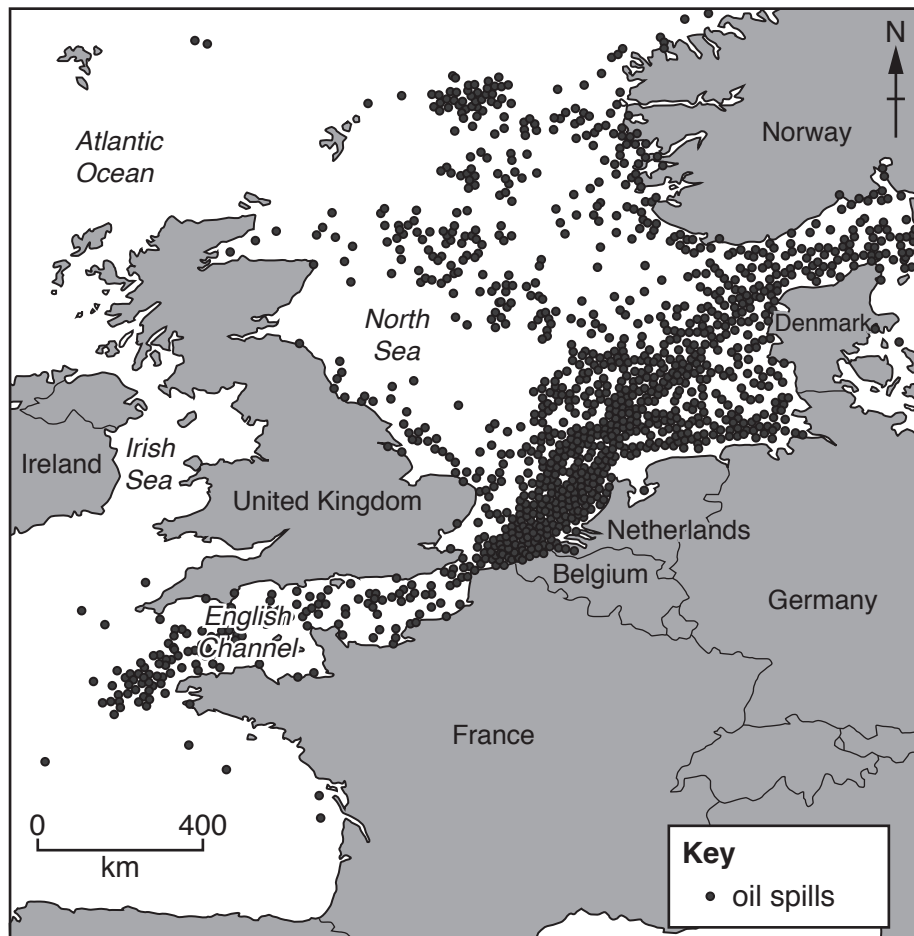 N
Atlantic
Ocean
Norway
North
Sea
Denmark
Ireland
Irish
Sea
United Kingdom
Netherlands
Belgium
Germany
English
Channel
France
0 400
km
Key
oil spills